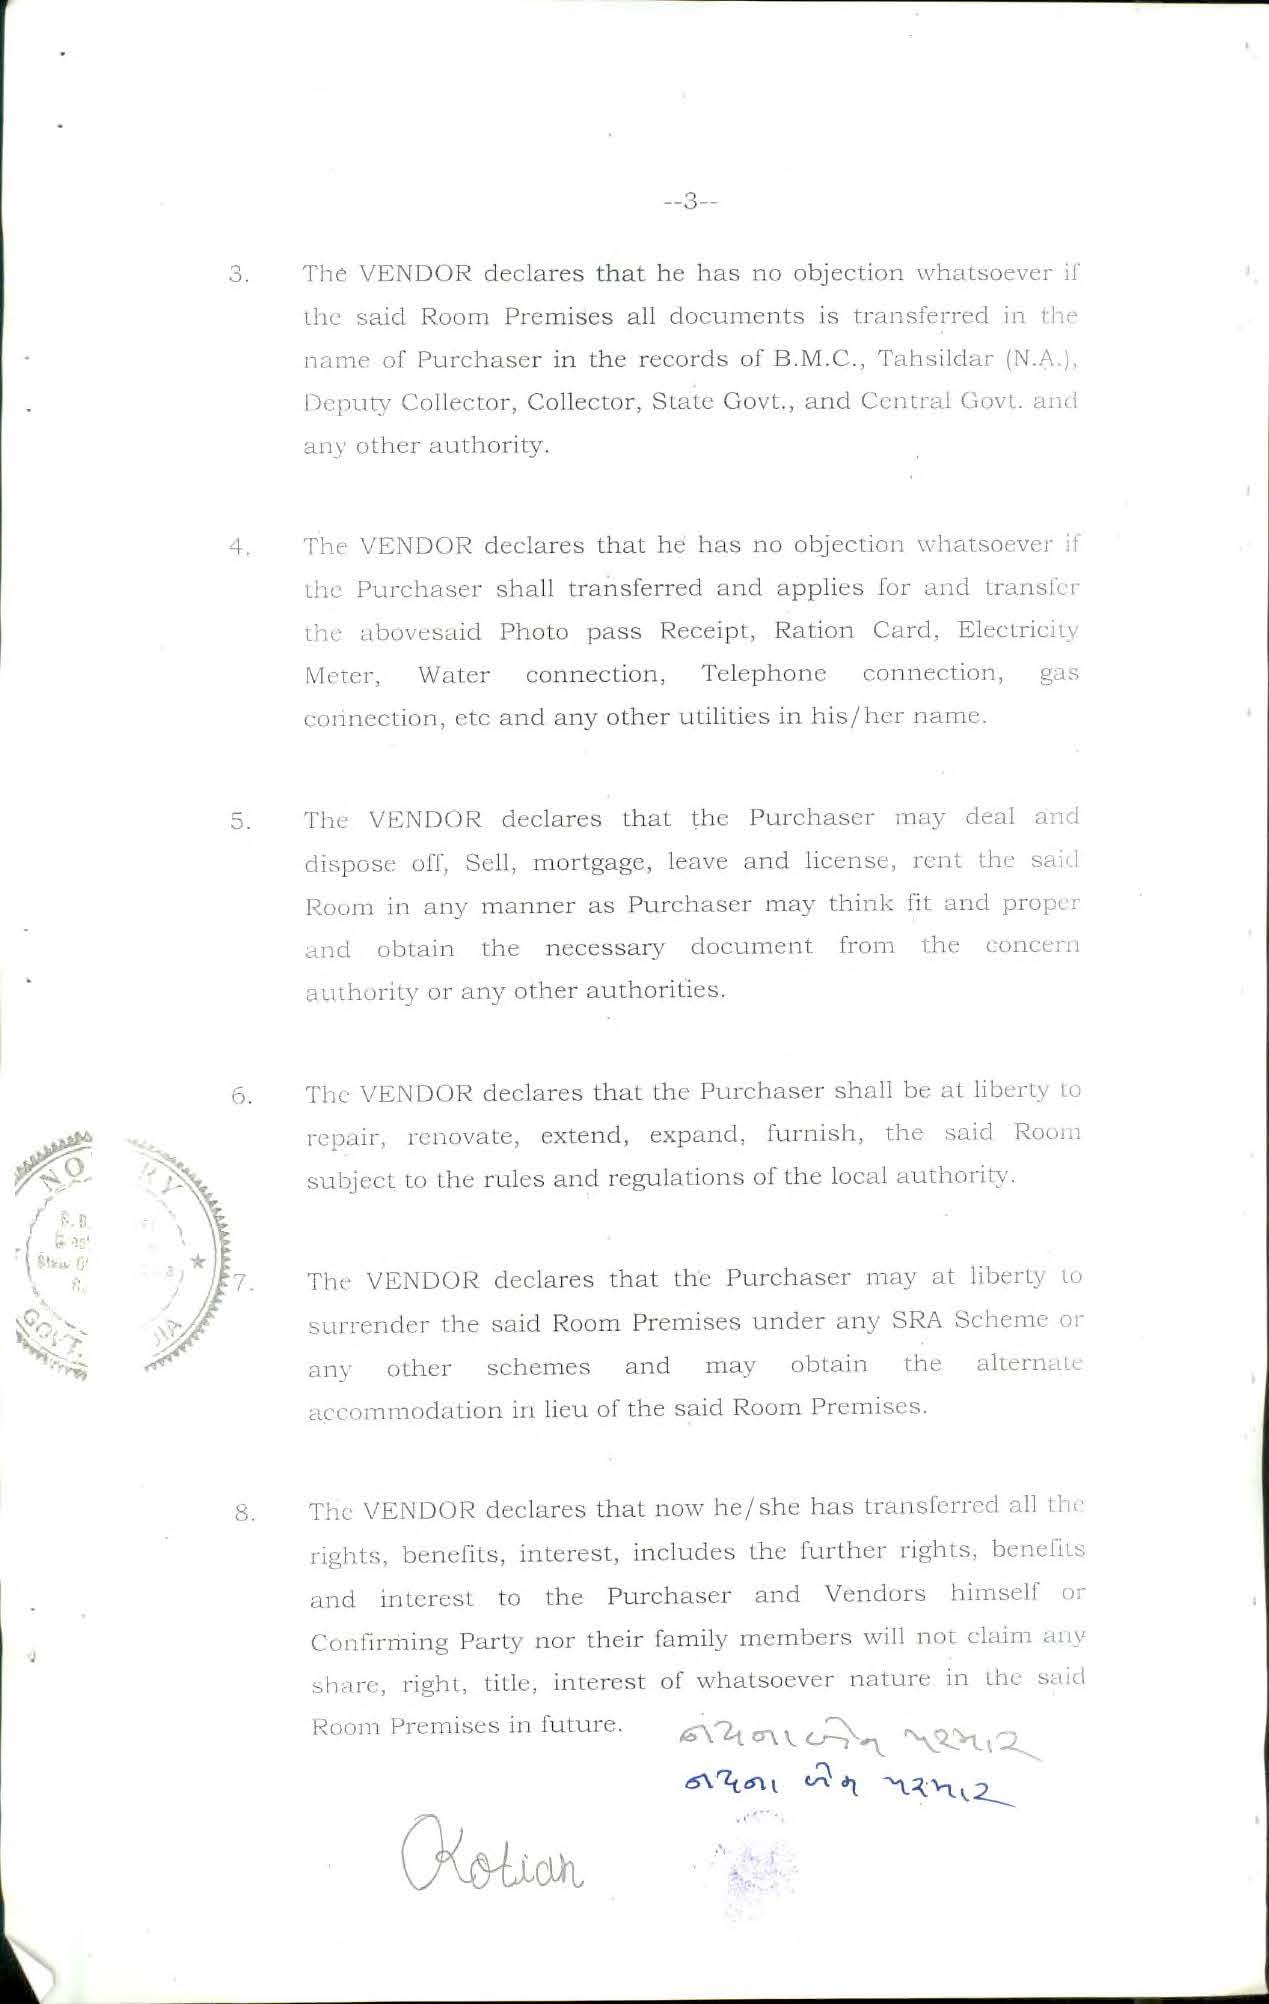 --3--
3. The VENDOR declares that he has no objection whatsoever if
the said Room Premises all documents is transferred in the
name of Purchaser in the records of B.M.C., Tahsildar (N.A.),
Deputy Collector, Collector, State Govt., and Central Govt. and
any other authority.
4. The VENDOR declares that he has no objection whatsoever if
the Purchaser shall transferred and applies for and transfer
the abovesaid Photo pass Receipt, Ration Card, Electricity
Meter, Water connection, Telephone connection, gas
connection, etc and any other utilities in his/her name.
5. The VENDOR declares that the Purchaser may deal and
dispose off, Sell, mortgage, leave and license, rent the said
Room in any manner as Purchaser may think fit and proper
and obtain the necessary document from the concern
authority or any other authorities.
6. The VENDOR declares that the Purchaser shall be at liberty to
repair, renovate, extend, expand, furnish, the said Room
subject to the rules and regulations of the local authority.
7. The VENDOR declares that the Purchaser may at liberty to
surrender the said Room Premises under any SRA Scheme or
any other schemes and may obtain the alternate
accommodation in lieu of the said Room Premises.
8. The VENDOR declares that now he/she has transferred all the
rights, benefits, interest, includes the further rights, benefits
and interest to the Purchaser and Vendors himself or
Confirming Party nor their family members will not claim any
share, right, title, interest of whatsoever nature in the said
Room Premises in future.
નયના બેન પરમાર
નયના બેન પરમાર
Kotian
GOVT.